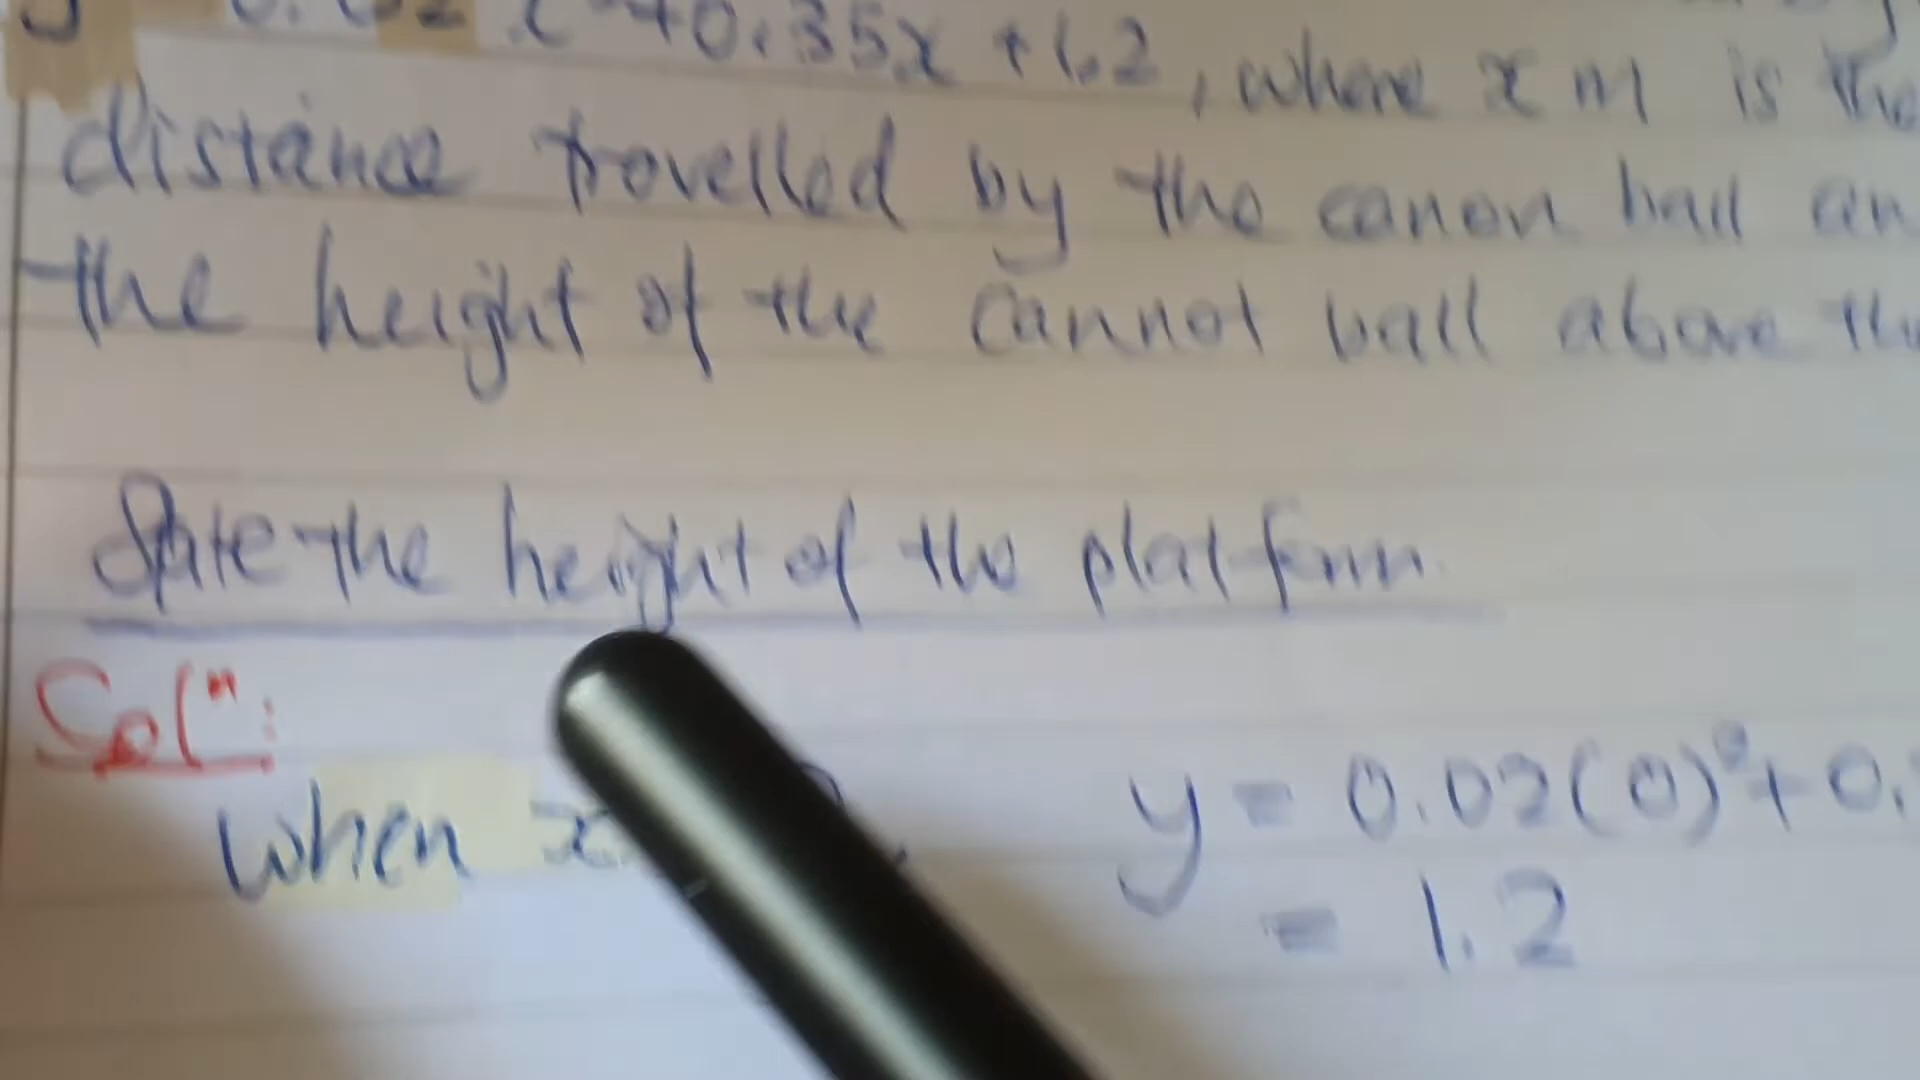 +0.35x + 1.2, where x m is the
distance travelled by the canon ball an
the height of the cannot ball above the
State the height of the platform
Solⁿ:
when x
y = 0.02(0)² + 0.
= 1.2